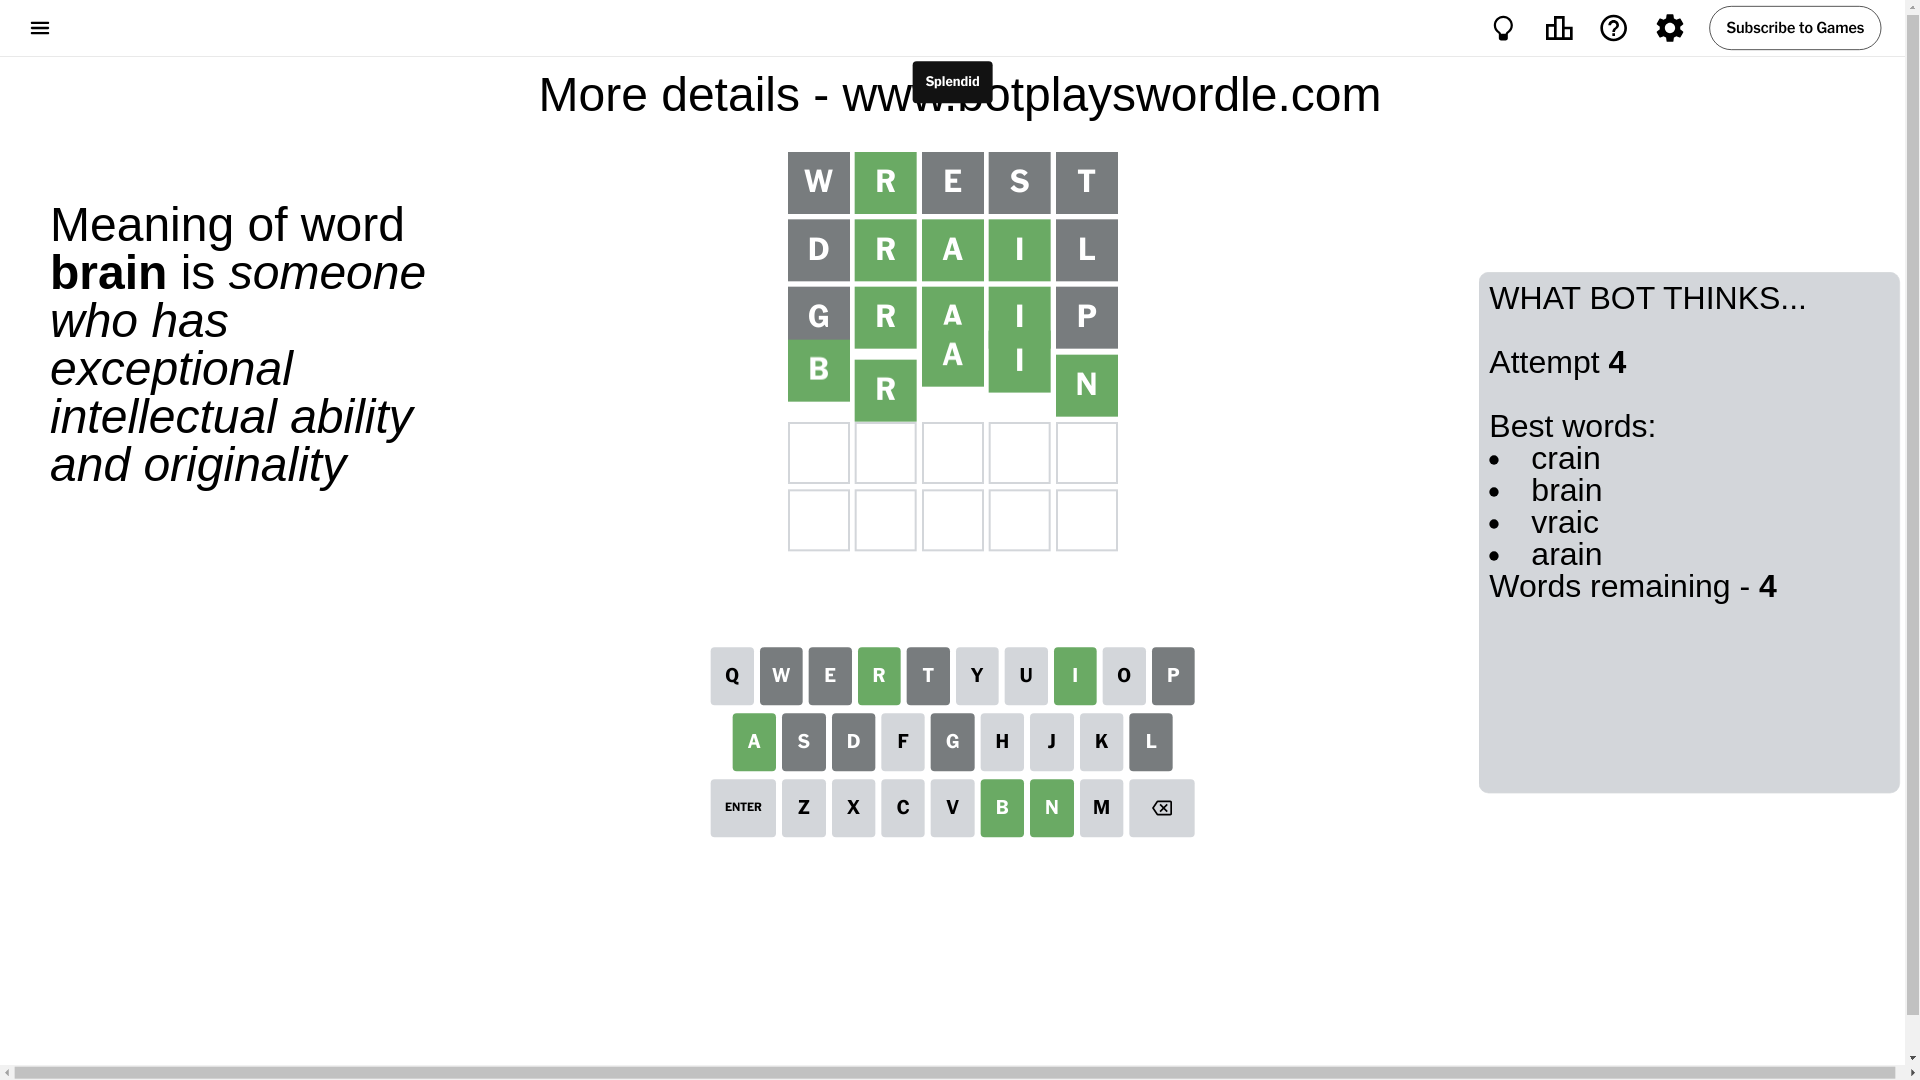 Subscribe to Games
Splendid
More details - www.botplayswordle.com
Meaning of word
brain is someone
who has
exceptional
intellectual ability
and originality
W R E S T
D R A I L
G R A I P
B R A I N
WHAT BOT THINKS...
Attempt 4
Best words:
• crain
• brain
• vraic
• arain
Words remaining - 4
Q W E R T Y U I O P
A S D F G H J K L
ENTER Z X C V B N M